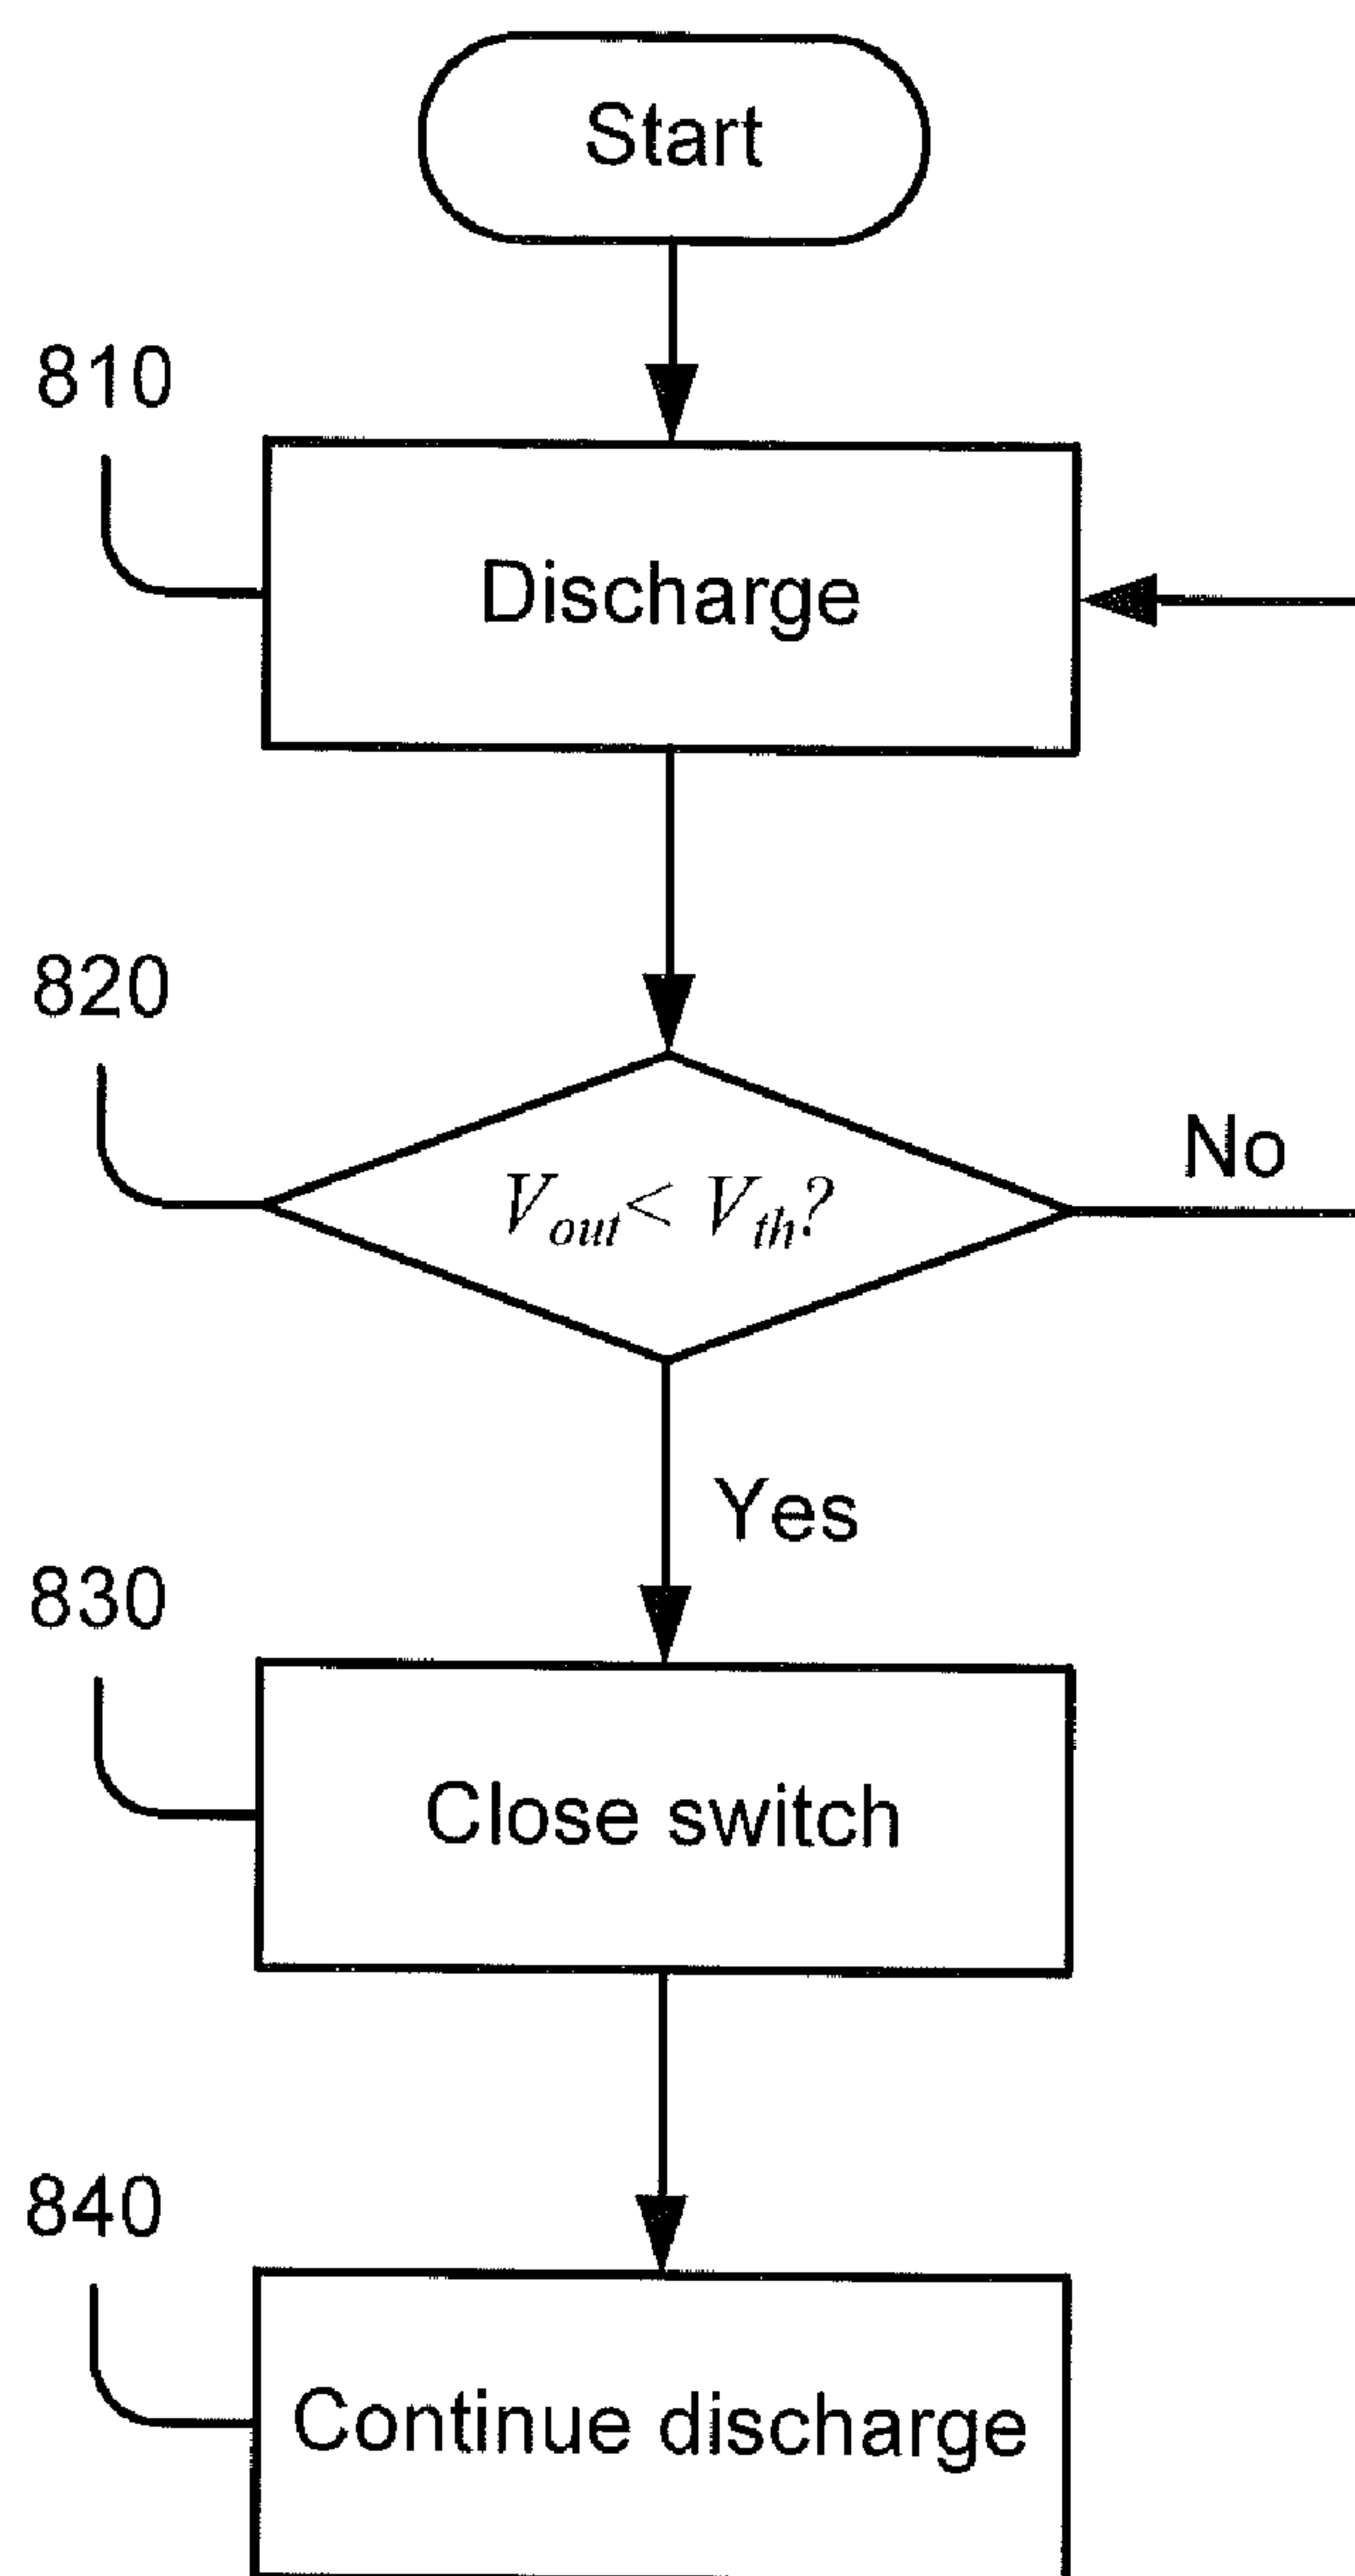 Start
810
Discharge
820
V_out < V_th?
No
Yes
830
Close switch
840
Continue discharge